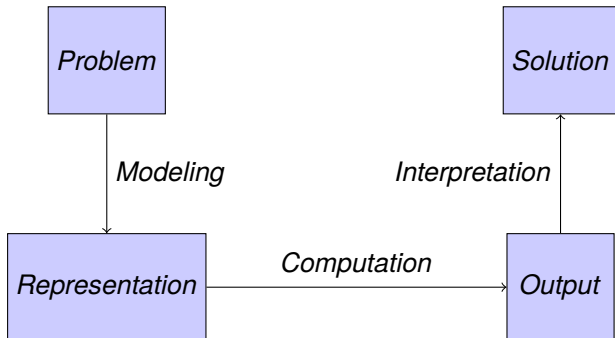 Problem
Solution
Modeling
Interpretation
Computation
Representation
Output